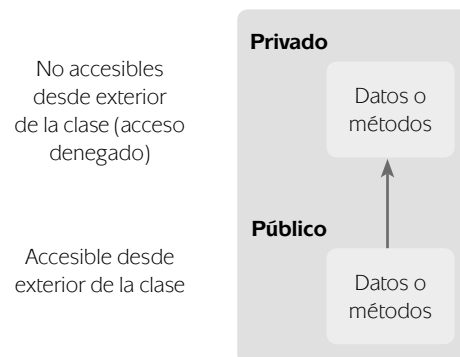 Privado
No accesibles
desde exterior
de la clase (acceso
denegado)
Datos o
métodos
Público
Accesible desde
exterior de la clase
Datos o
métodos